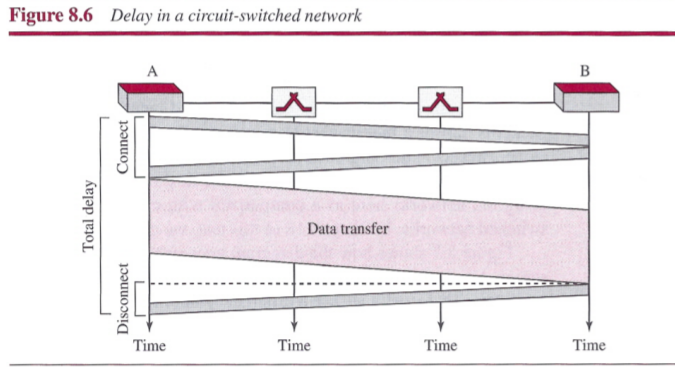 Figure 8.6 Delay in a circuit-switched network
A
B
Connect
Total delay
Data transfer
Disconnect
Time
Time
Time
Time